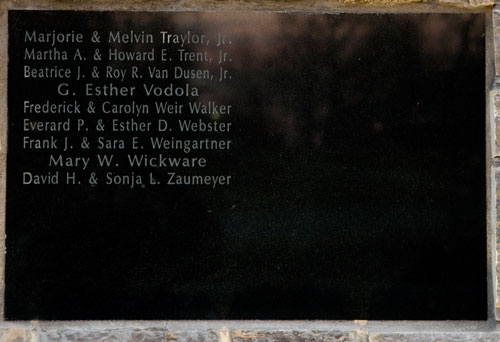 Marjorie & Melvin Traylor, Jr.
Martha A. & Howard E. Trent, Jr.
Beatrice J. & Roy R. Van Dusen, Jr.
G. Esther Vodola
Frederick & Carolyn Weir Walker
Everard P. & Esther D. Webster
Frank J. & Sara E. Weingartner
Mary W. Wickware
David H. & Sonja L. Zaumeyer